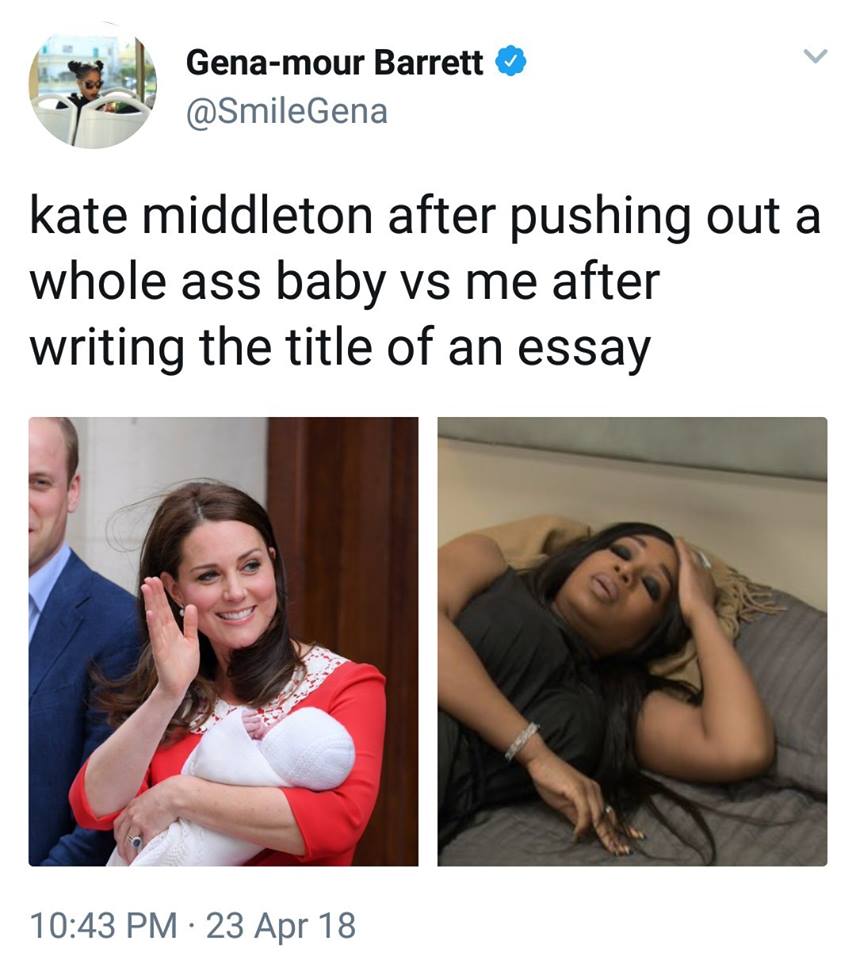 Gena-mour Barrett
@SmileGena
kate middleton after pushing out a
whole ass baby vs me after
writing the title of an essay
10:43 PM · 23 Apr 18